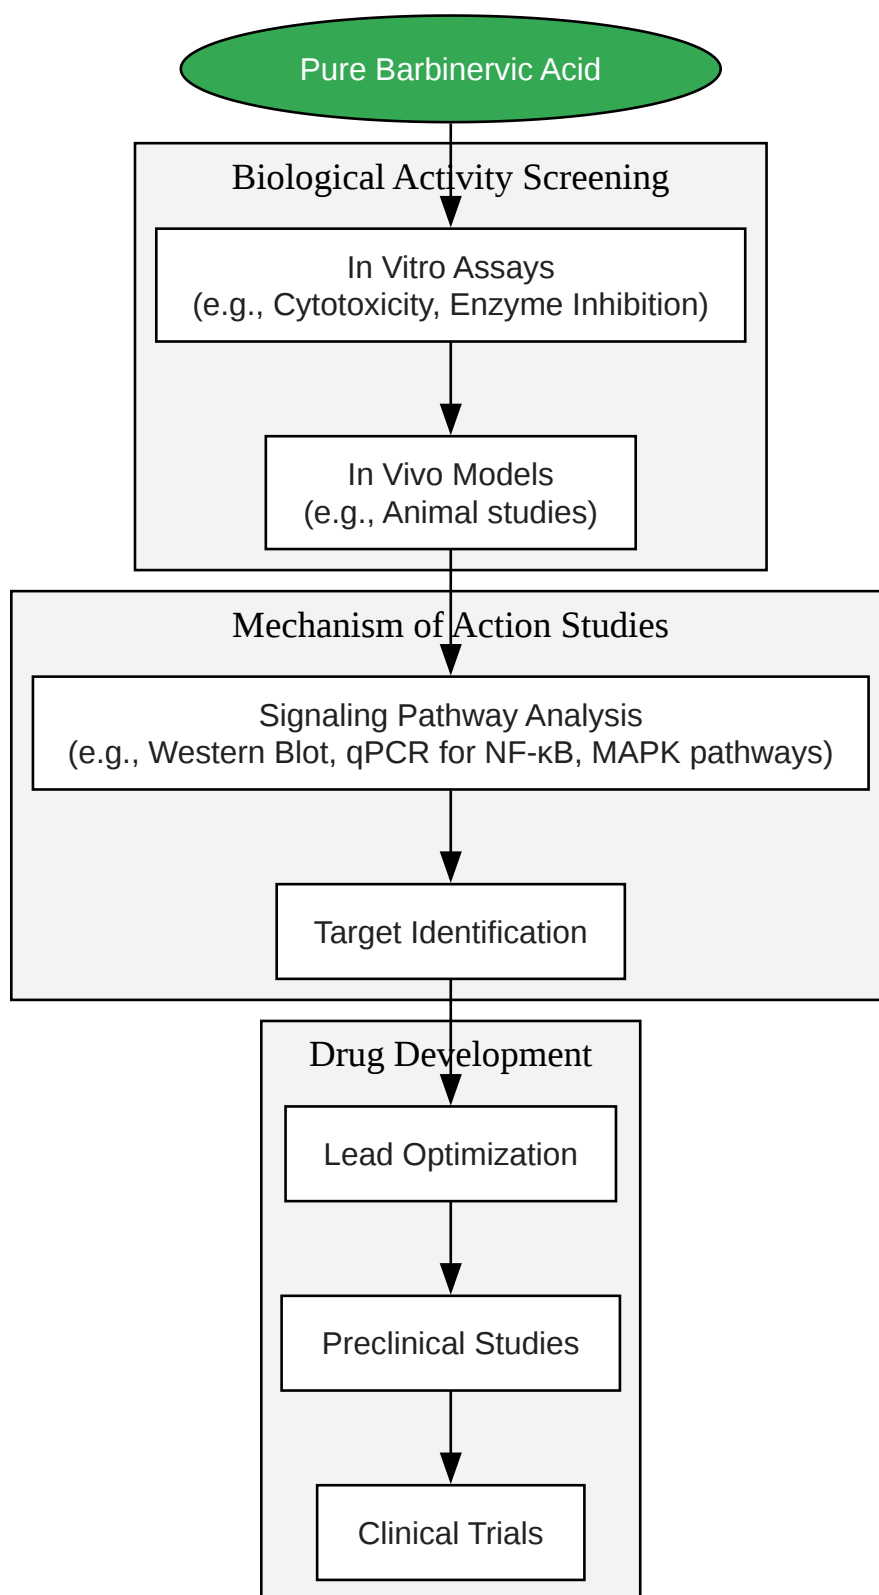 Pure Barbinervic Acid
Biological Activity Screening
In Vitro Assays
(e.g., Cytotoxicity, Enzyme Inhibition)
In Vivo Models
(e.g., Animal studies)
Mechanism of Action Studies
Signaling Pathway Analysis
(e.g., Western Blot, qPCR for NF-κB, MAPK pathways)
Target Identification
Drug Development
Lead Optimization
Preclinical Studies
Clinical Trials